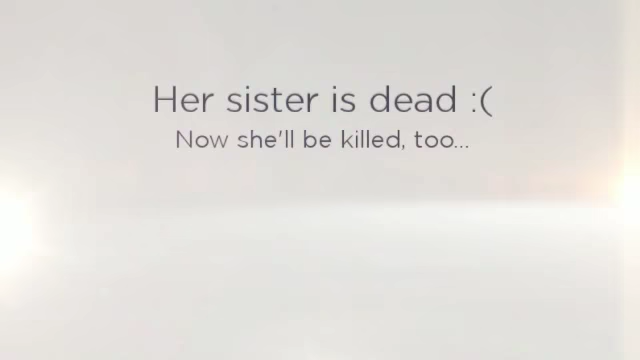 Her sister is dead :(
Now she'll be killed, too...